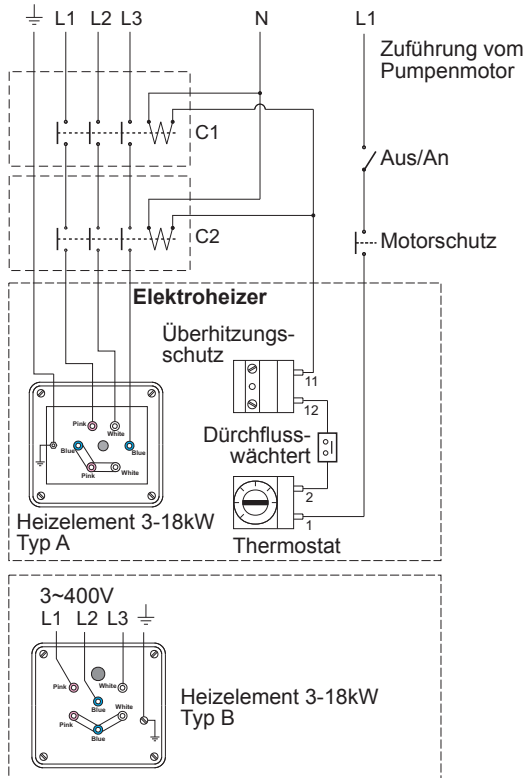 L1 L2 L3 N L1
Zuführung vom
Pumpenmotor
C1
Aus/An
C2
Motorschutz
Elektroheizer
Überhitzungs-
schutz
11
12
Pink
White
Blue
Blue
Pink
White
Dürchfluss-
wächtert
2
1
Heizelement 3-18kW
Typ A
Thermostat
3~400V
L1 L2 L3
Pink
White
Blue
Pink
White
Blue
Heizelement 3-18kW
Typ B